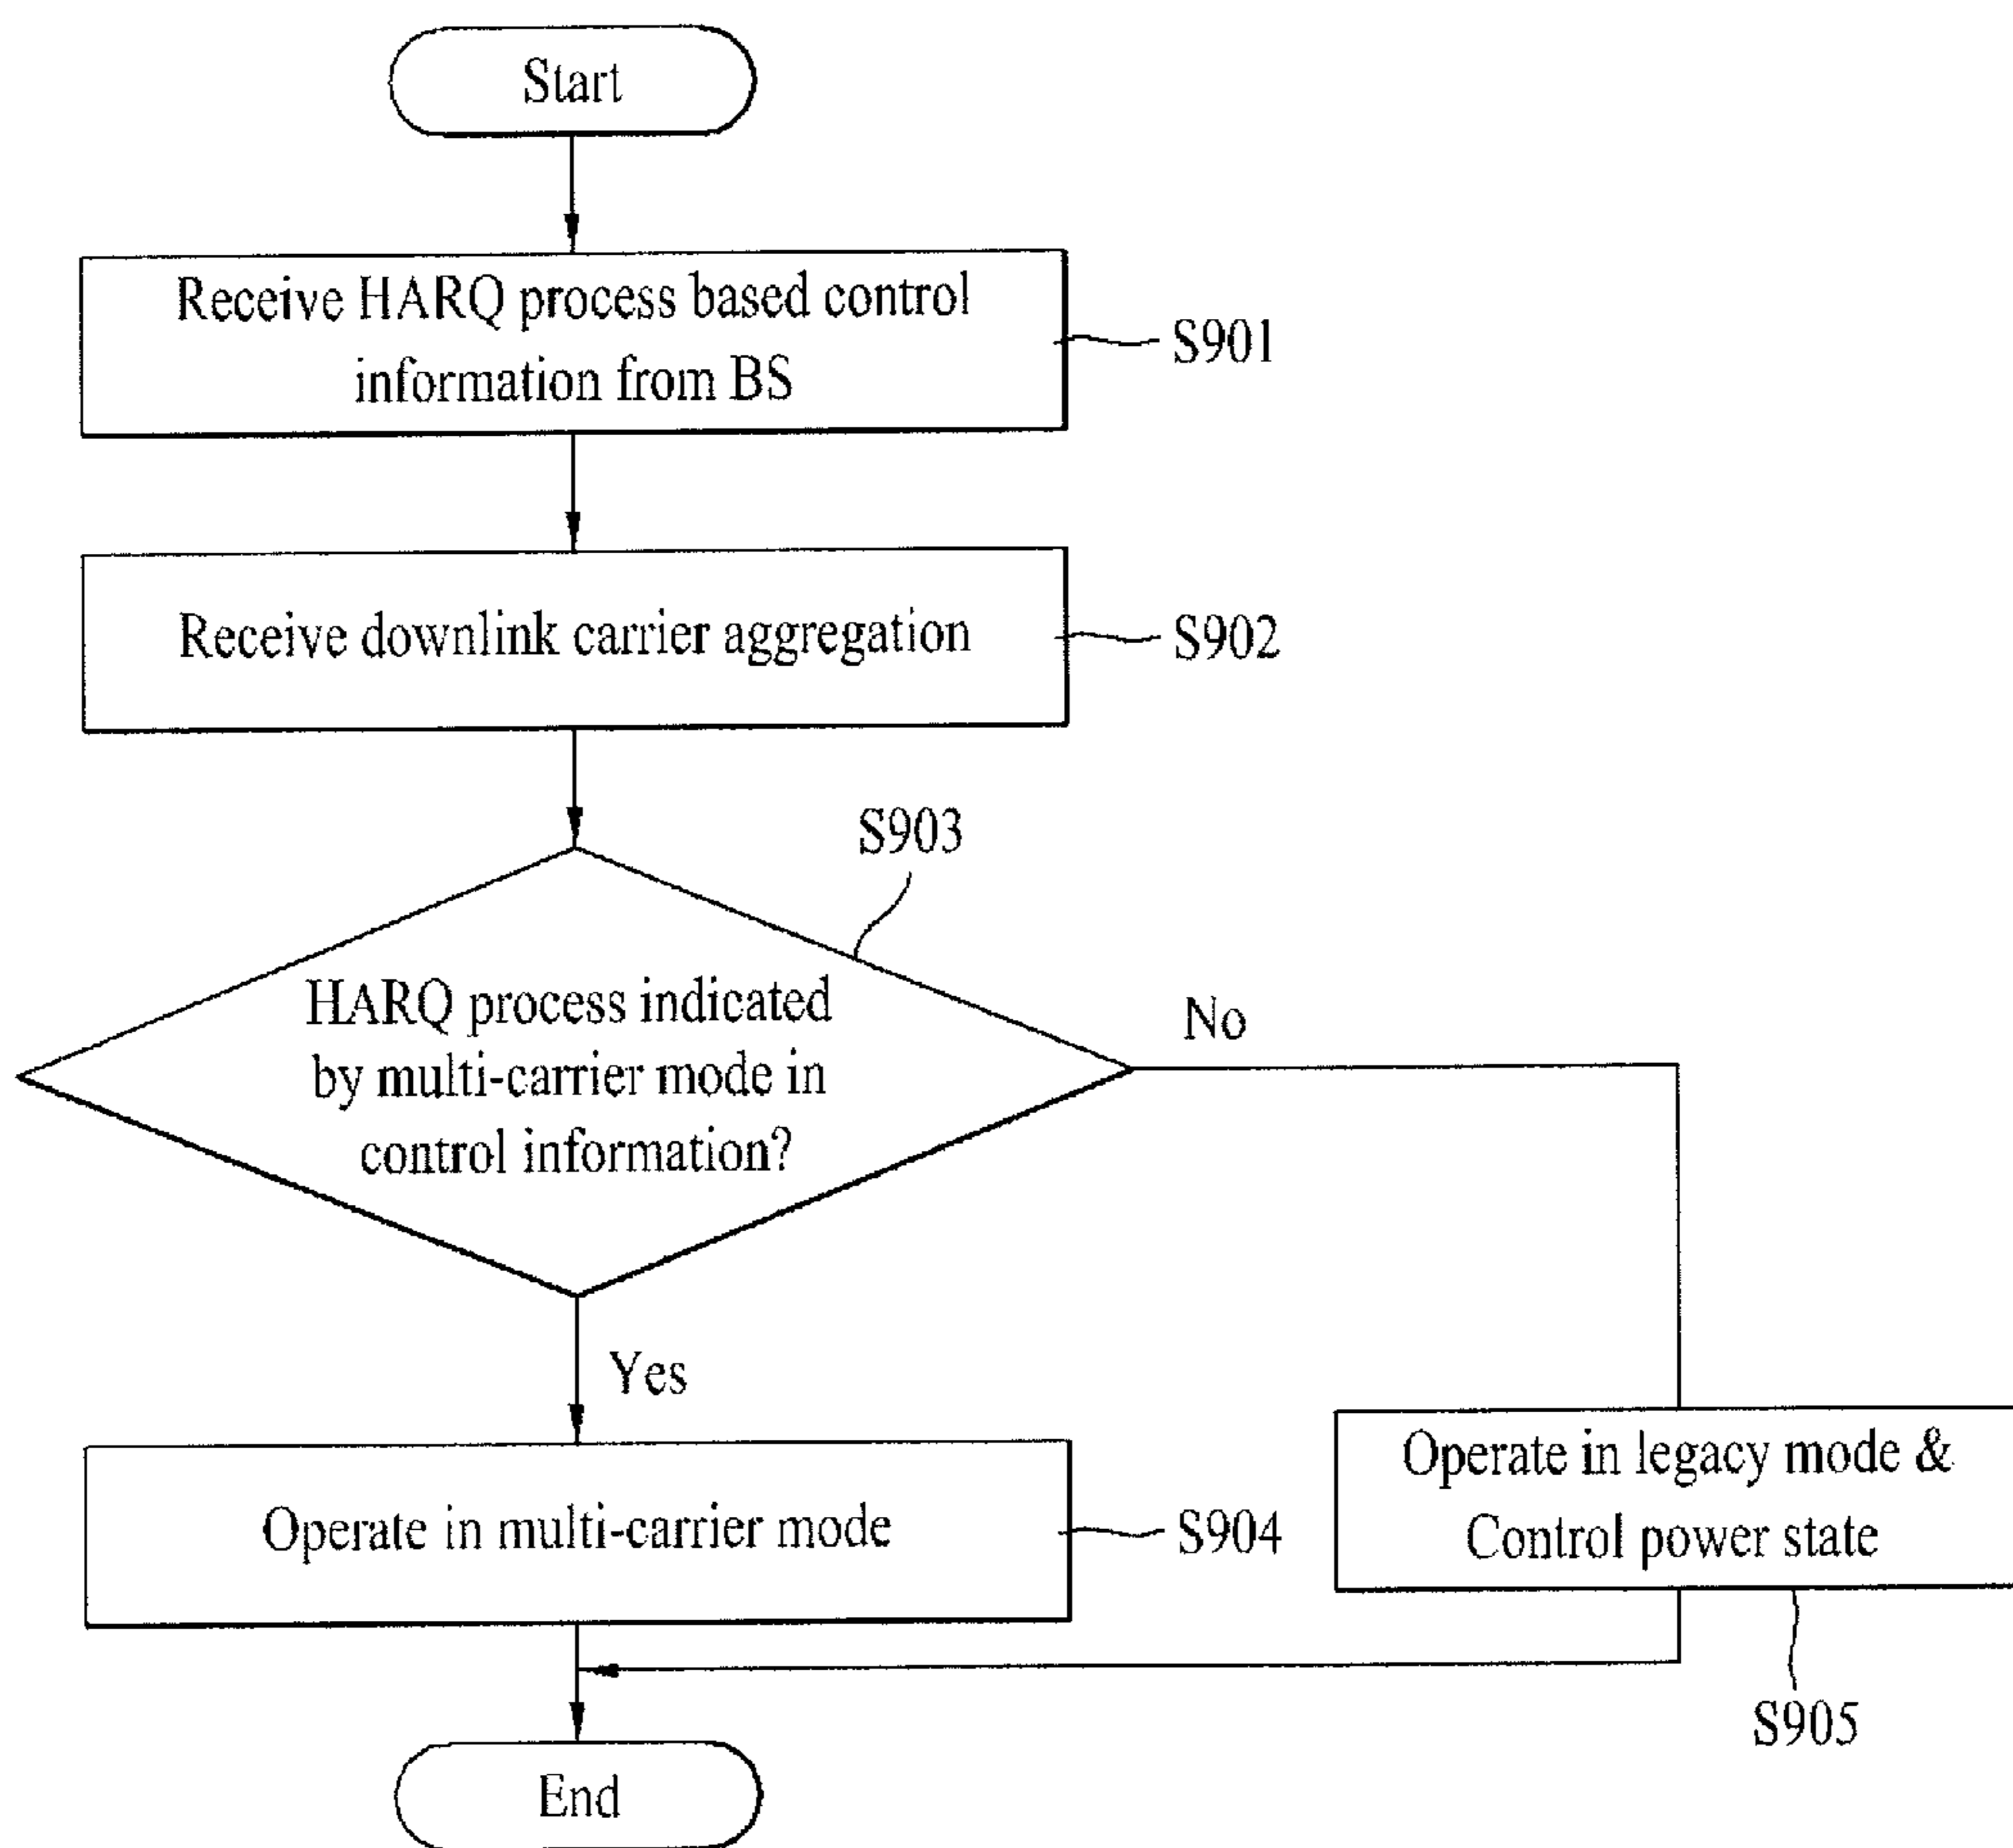 Start
Receive HARQ process based control
information from BS
S901
Receive downlink carrier aggregation
S902
S903
HARQ process indicated
by multi-carrier mode in
control information?
No
Yes
Operate in multi-carrier mode
S904
Operate in legacy mode &
Control power state
S905
End